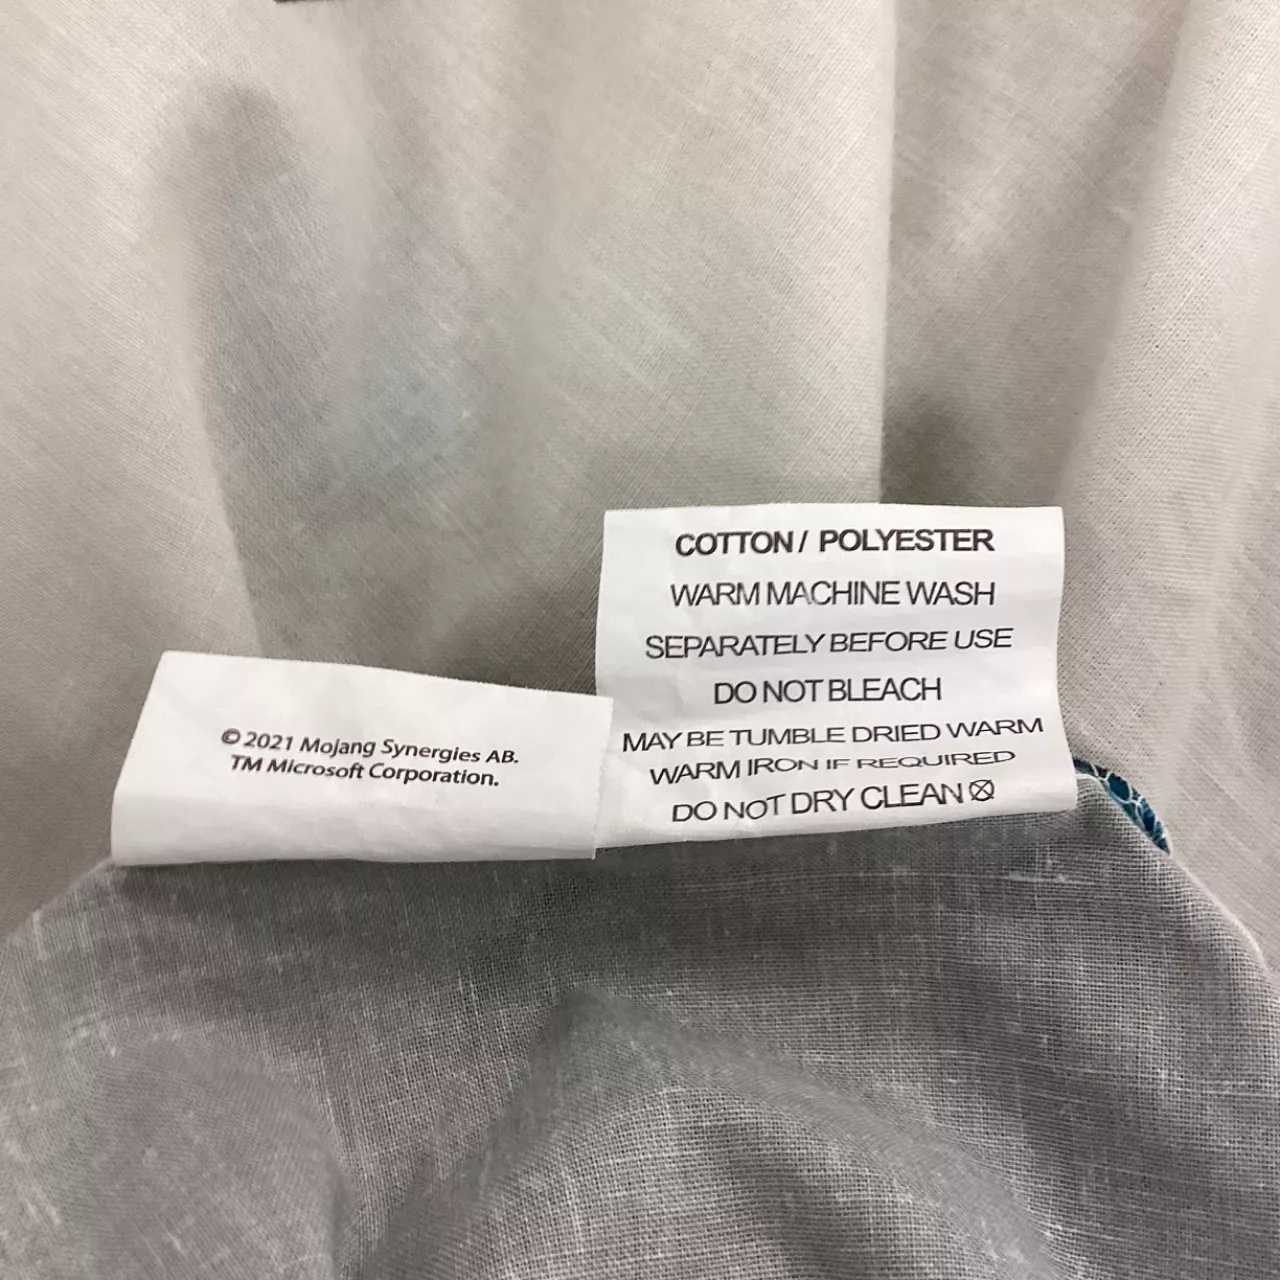 COTTON / POLYESTER
WARM MACHINE WASH
SEPARATELY BEFORE USE
DO NOT BLEACH
MAY BE TUMBLE DRIED WARM
WARM IRON IF REQUIRED
DO NOT DRY CLEAN
© 2021 Mojang Synergies AB.
TM Microsoft Corporation.